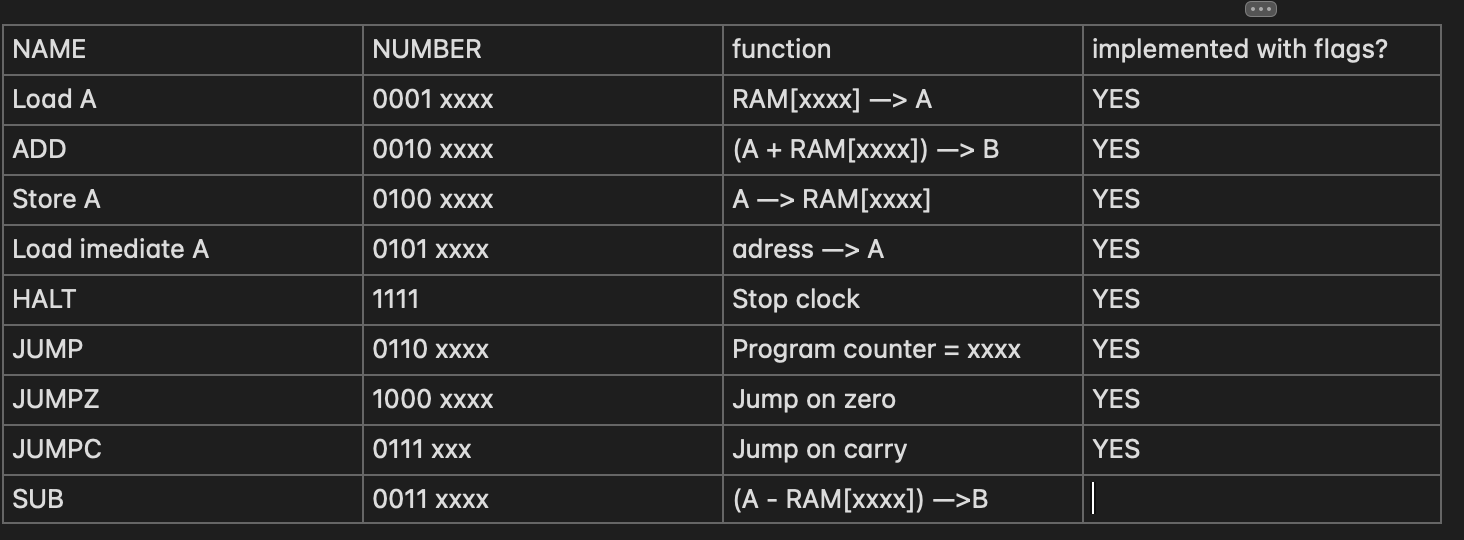 NAME NUMBER function implemented with flags?
Load A 0001 xxxx RAM[xxxx] —> A YES
ADD 0010 xxxx (A + RAM[xxxx]) —> B YES
Store A 0100 xxxx A —> RAM[xxxx] YES
Load imediate A 0101 xxxx adress —> A YES
HALT 1111 Stop clock YES
JUMP 0110 xxxx Program counter = xxxx YES
JUMPZ 1000 xxxx Jump on zero YES
JUMPC 0111 xxx Jump on carry YES
SUB 0011 xxxx (A - RAM[xxxx]) —>B